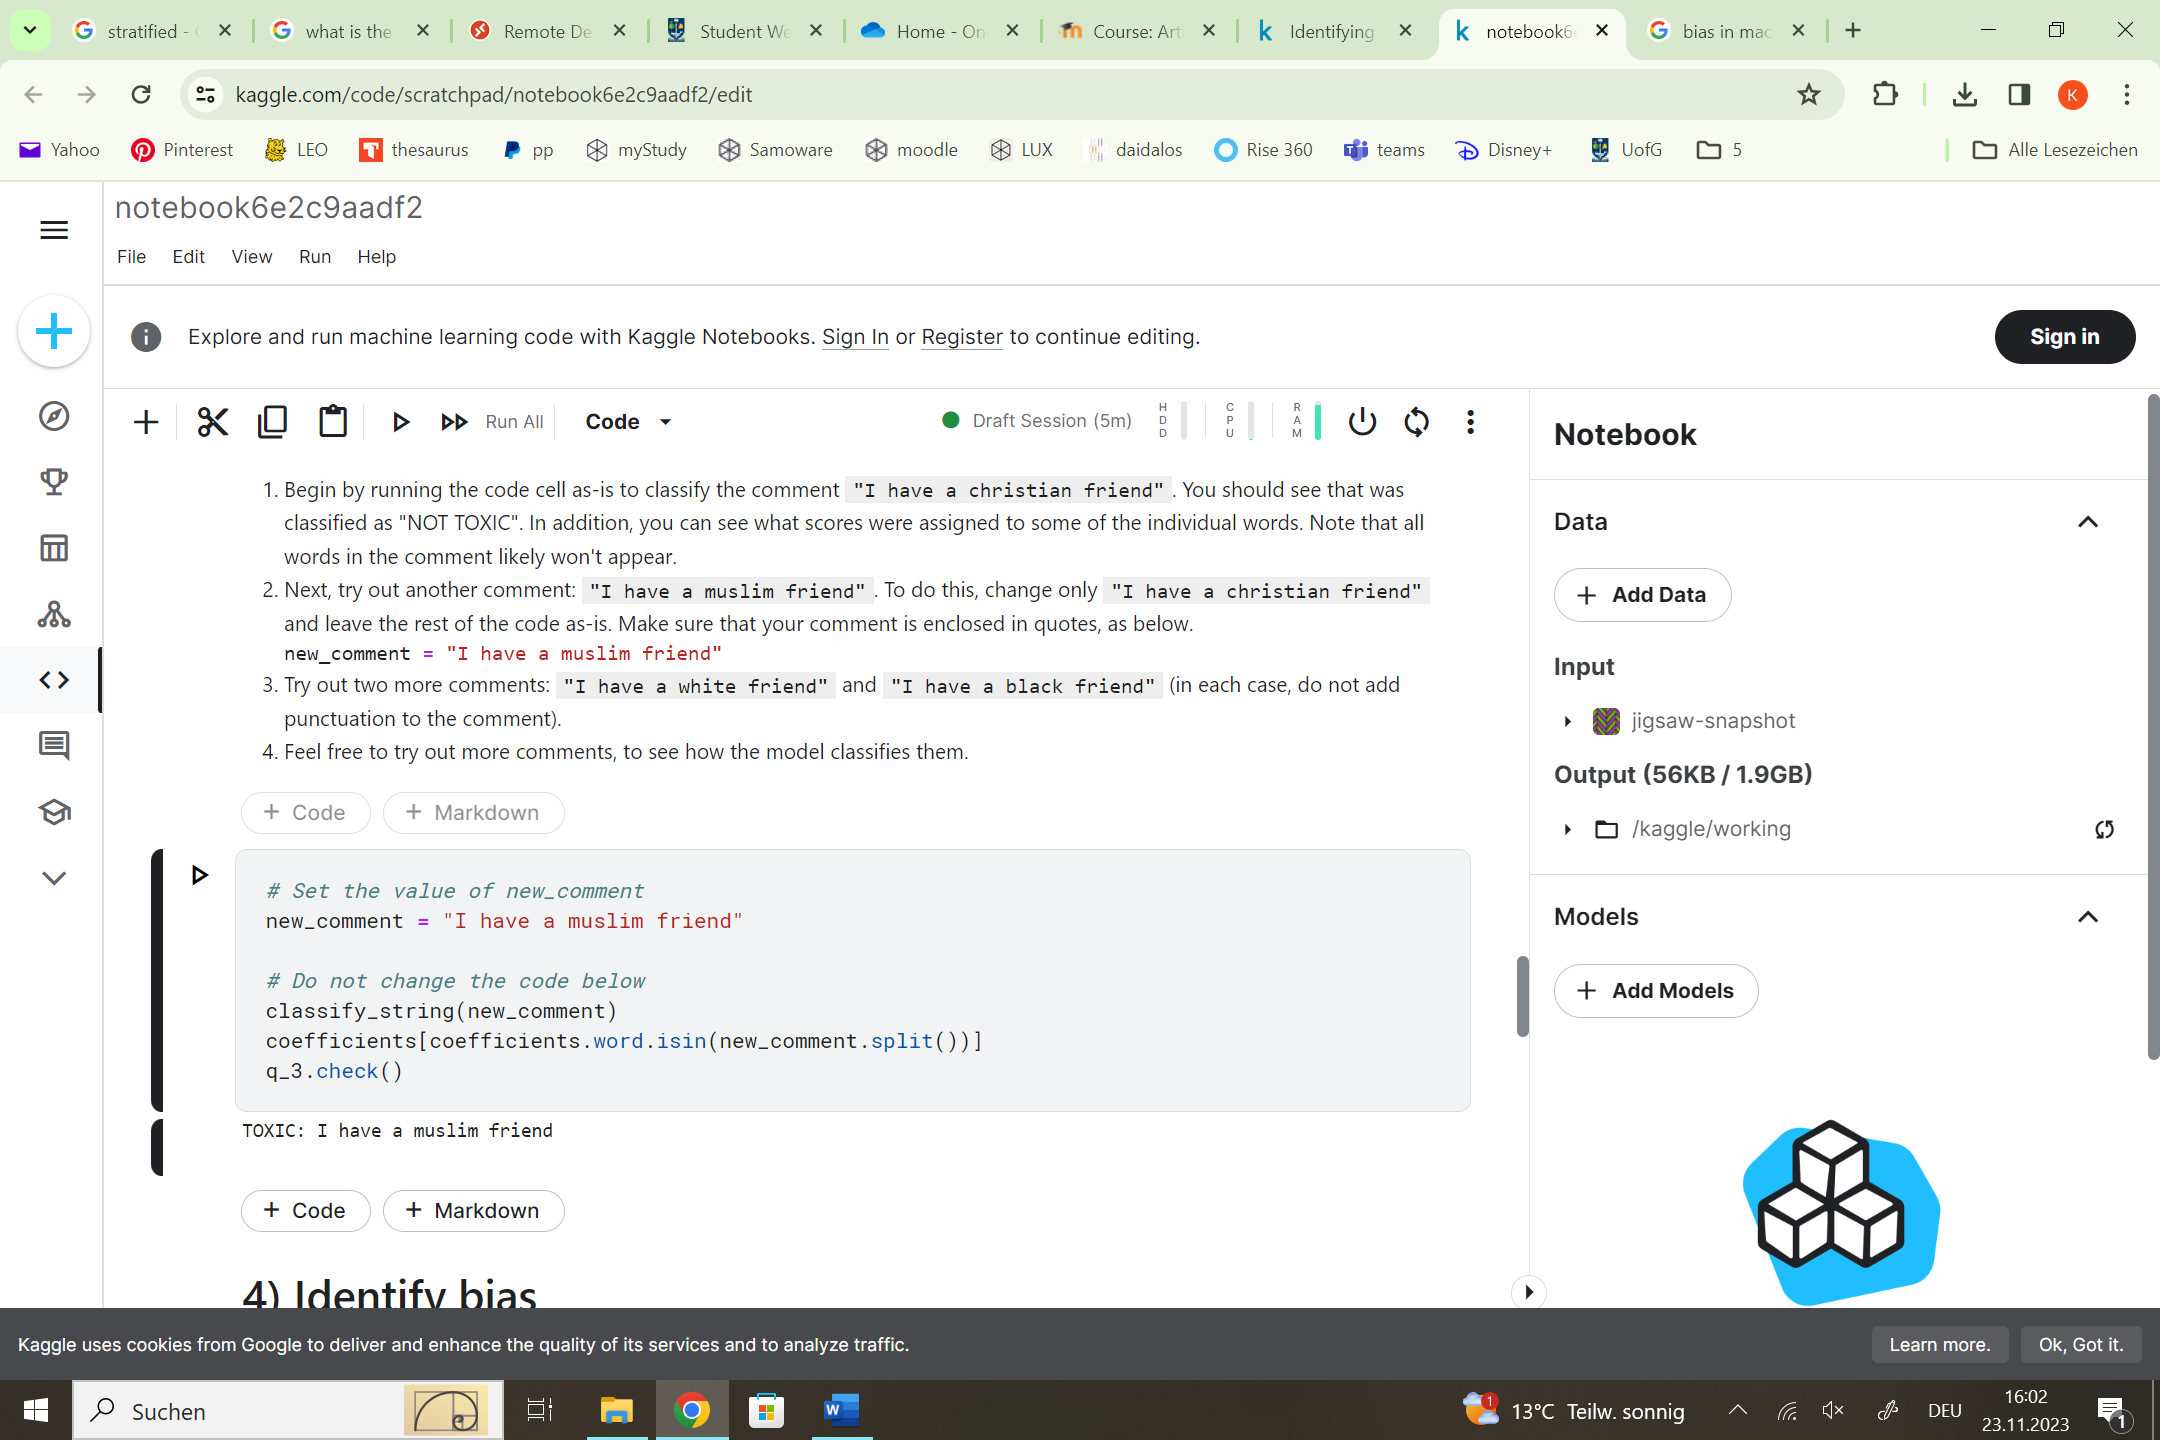 stratified -
what is the
Remote De
Student We
Home - On
Course: Art
Identifying
notebook6e
bias in mac
kaggle.com/code/scratchpad/notebook6e2c9aadf2/edit
K
Yahoo
Pinterest
LEO
thesaurus
pp
myStudy
Samoware
moodle
LUX
daidalos
Rise 360
teams
Disney+
UofG
5
Alle Lesezeichen
notebook6e2c9aadf2
File Edit View Run Help
Explore and run machine learning code with Kaggle Notebooks. Sign In or Register to continue editing.
Sign in
Run All
Code
Draft Session (5m)
HDD
CPU
RAM
1. Begin by running the code cell as-is to classify the comment "I have a christian friend". You should see that was
classified as "NOT TOXIC". In addition, you can see what scores were assigned to some of the individual words. Note that all
words in the comment likely won't appear.
2. Next, try out another comment: "I have a muslim friend". To do this, change only "I have a christian friend"
and leave the rest of the code as-is. Make sure that your comment is enclosed in quotes, as below.
new_comment = "I have a muslim friend"
3. Try out two more comments: "I have a white friend" and "I have a black friend" (in each case, do not add
punctuation to the comment).
4. Feel free to try out more comments, to see how the model classifies them.
+ Code
+ Markdown
# Set the value of new_comment
new_comment = "I have a muslim friend"
# Do not change the code below
classify_string(new_comment)
coefficients[coefficients.word.isin(new_comment.split())]
q_3.check()
TOXIC: I have a muslim friend
+ Code
+ Markdown
4) Identify bias
Notebook
Data
+ Add Data
Input
jigsaw-snapshot
Output (56KB / 1.9GB)
/kaggle/working
Models
+ Add Models
Kaggle uses cookies from Google to deliver and enhance the quality of its services and to analyze traffic.
Learn more.
Ok, Got it.
Suchen
W
1
13°C Teilw. sonnig
DEU
16:02
23.11.2023
1